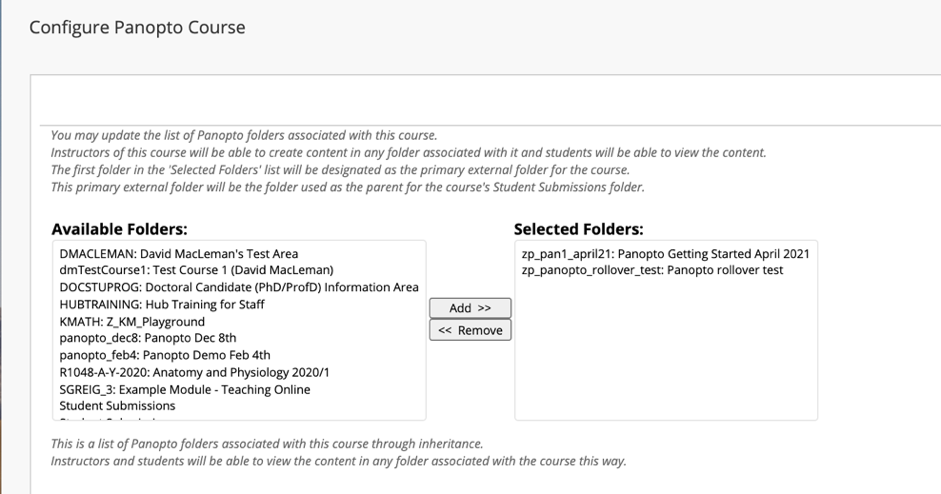 Configure Panopto Course
You may update the list of Panopto folders associated with this course.
Instructors of this course will be able to create content in any folder associated with it and students will be able to view the content.
The first folder in the 'Selected Folders' list will be designated as the primary external folder for the course.
This primary external folder will be the folder used as the parent for the course's Student Submissions folder.
Available Folders:
DMACLEMAN: David MacLeman's Test Area
dmTestCourse1: Test Course 1 (David MacLeman)
DOCSTUPROG: Doctoral Candidate (PhD/ProfD) Information Area
HUBTRAINING: Hub Training for Staff
KMATH: Z_KM_Playground
panopto_dec8: Panopto Dec 8th
panopto_feb4: Panopto Demo Feb 4th
R1048-A-Y-2020: Anatomy and Physiology 2020/1
SGREIG_3: Example Module - Teaching Online
Student Submissions
Add >>
<< Remove
Selected Folders:
zp_pan1_april21: Panopto Getting Started April 2021
zp_panopto_rollover_test: Panopto rollover test
This is a list of Panopto folders associated with this course through inheritance.
Instructors and students will be able to view the content in any folder associated with the course this way.